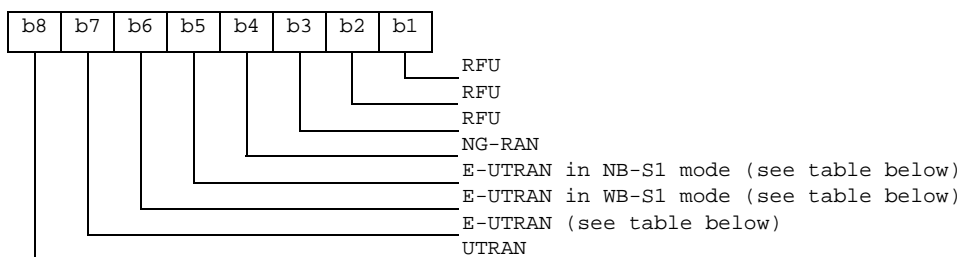 b8 b7 b6 b5 b4 b3 b2 b1
RFU
RFU
RFU
NG-RAN
E-UTRAN in NB-S1 mode (see table below)
E-UTRAN in WB-S1 mode (see table below)
E-UTRAN (see table below)
UTRAN